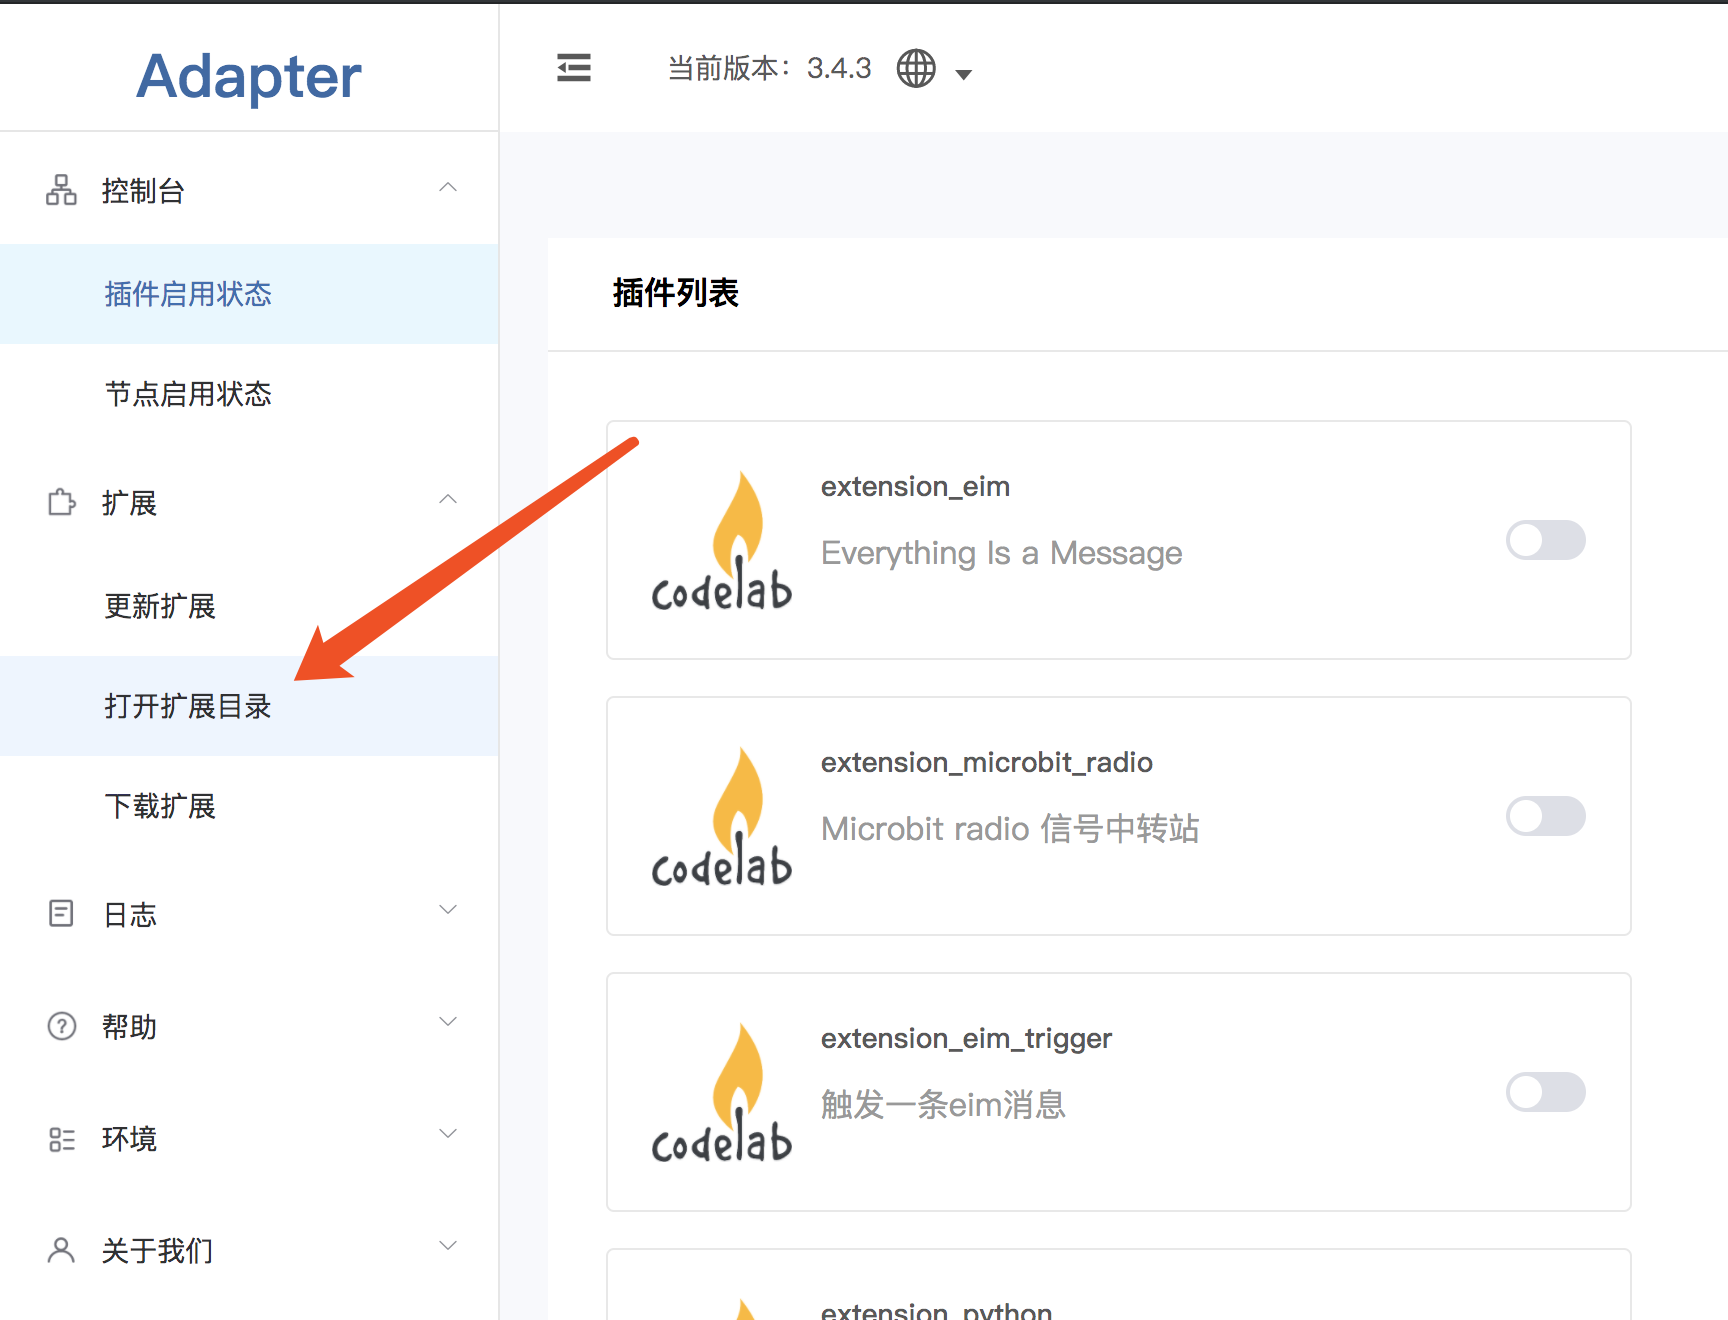 Adapter
当前版本：3.4.3
控制台
插件启用状态
节点启用状态
扩展
更新扩展
打开扩展目录
下载扩展
日志
帮助
环境
关于我们
插件列表
codelab
extension_eim
Everything Is a Message
codelab
extension_microbit_radio
Microbit radio 信号中转站
codelab
extension_eim_trigger
触发一条eim消息
extension_python